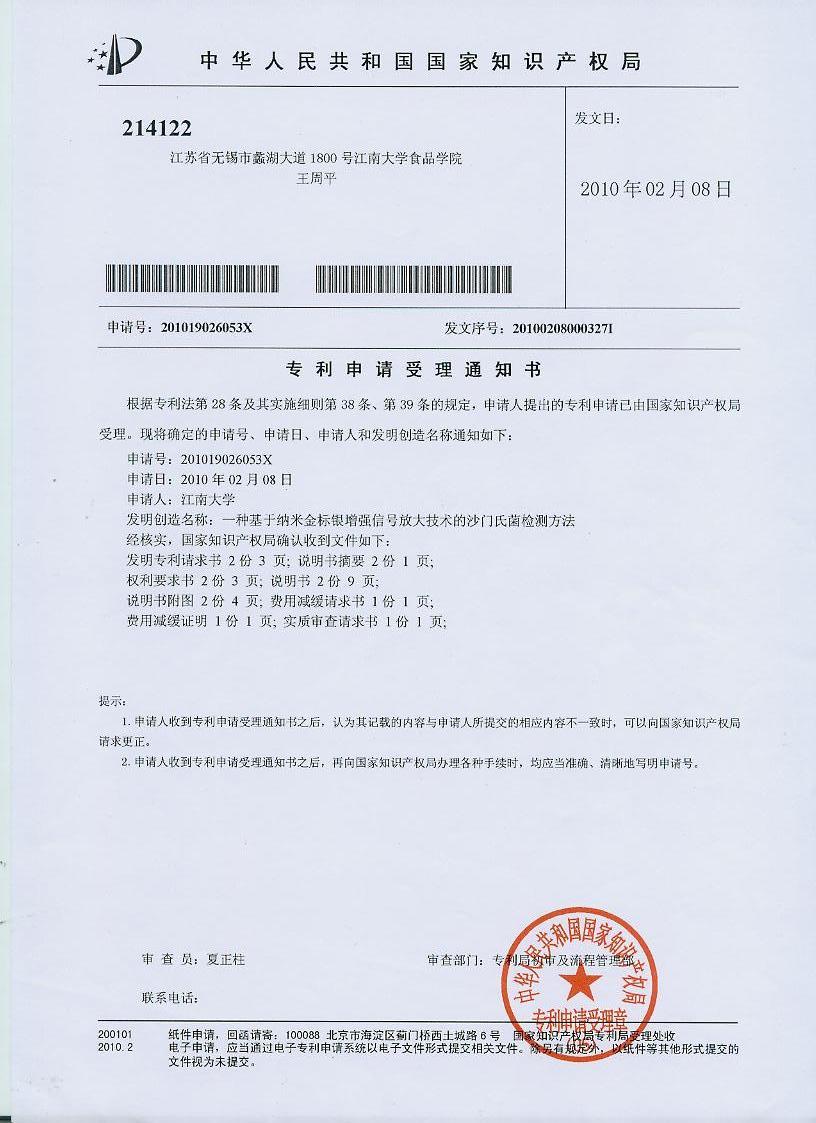 中华人民共和国国家知识产权局
214122
江苏省无锡市蠡湖大道 1800 号江南大学食品学院
王周平
发文日：
2010 年 02 月 08 日
申请号：201019026053X
发文序号：2010020800032​71
专利申请受理通知书
根据专利法第 28 条及其实施细则第 38 条、第 39 条的规定，申请人提出的专利申请已由国家知识产权局
受理。现将确定的申请号、申请日、申请人和发明创造名称通知如下：
申请号：201019026053X
申请日：2010 年 02 月 08 日
申请人：江南大学
发明创造名称：一种基于纳米金标银增强信号放大技术的沙门氏菌检测方法
经核实，国家知识产权局确认收到文件如下：
发明专利请求书 2 份 3 页；说明书摘要 2 份 1 页；
权利要求书 2 份 3 页；说明书 2 份 9 页；
说明书附图 2 份 4 页；费用减缓请求书 1 份 1 页；
费用减缓证明 1 份 1 页；实质审查请求书 1 份 1 页；
提示：
1. 申请人收到专利申请受理通知书之后，认为其记载的内容与申请人所提交的相应内容不一致时，可以向国家知识产权局
请求更正。
2. 申请人收到专利申请受理通知书之后，再向国家知识产权局办理各种手续时，均应当准确、清晰地写明申请号。
审 查 员：夏正柱
审查部门：专利局初审及流程管理部
联系电话：
中华人民共和国国家知识产权局
专利申请受理章
200101
2010.2
纸件申请，回函请寄：100088 北京市海淀区蓟门桥西土城路 6 号 国家知识产权局专利局受理处收
电子申请，应当通过电子专利申请系统以电子文件形式提交相关文件。除另有规定外，以纸件等其他形式提交的
文件视为未提交。